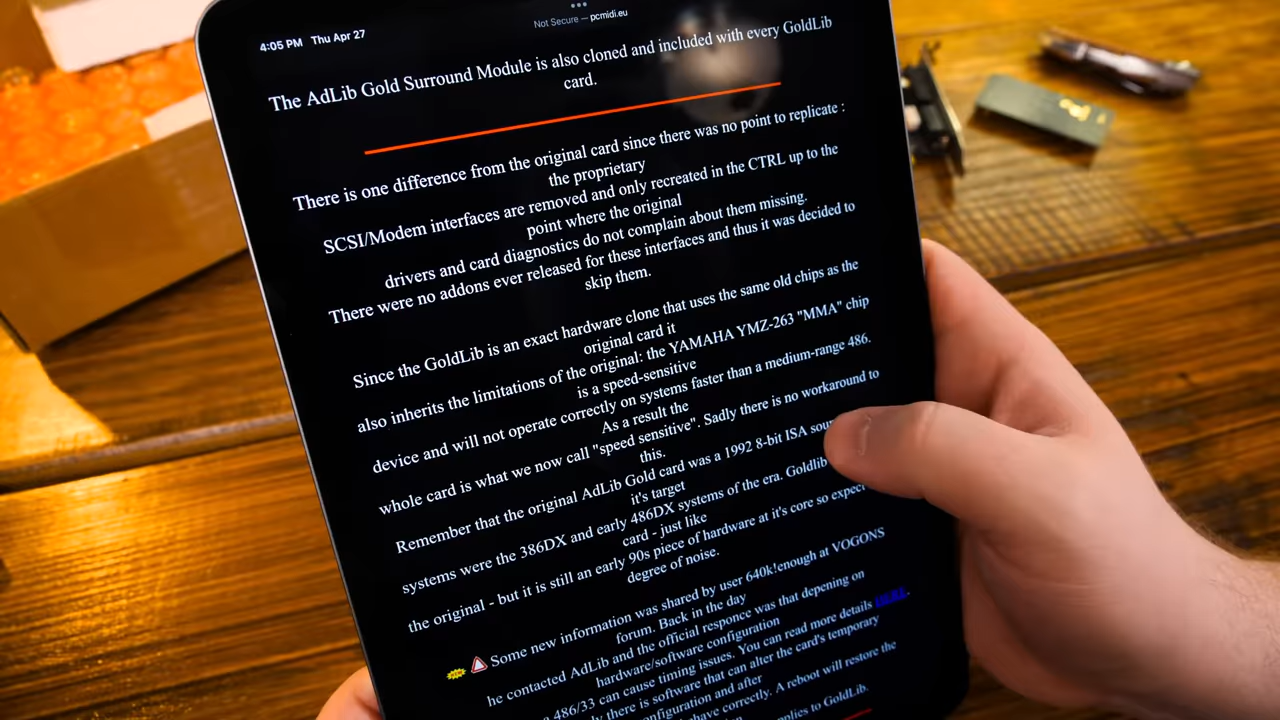 4:05 PM Thu Apr 27
Not Secure — pcmidi.eu
The AdLib Gold Surround Module is also cloned and included with every GoldLib
card.
There is one difference from the original card since there was no point to replicate :
the proprietary
SCSI/Modem interfaces are removed and only recreated in the CTRL up to the
point where the original
drivers and card diagnostics do not complain about them missing.
There were no addons ever released for these interfaces and thus it was decided to
skip them.
Since the GoldLib is an exact hardware clone that uses the same old chips as the
original card it
also inherits the limitations of the original: the YAMAHA YMZ-263 "MMA" chip
is a speed-sensitive
device and will not operate correctly on systems faster than a medium-range 486.
As a result the
whole card is what we now call "speed sensitive". Sadly there is no workaround to
this.
Remember that the original AdLib Gold card was a 1992 8-bit ISA
it's target
systems were the 386DX and early 486DX systems of the era. Goldlib
card - just like
the original - but it is still an early 90s piece of hardware at it's core so expect
degree of noise.
Some new information was shared by user 640k!enough at VOGONS
forum. Back in the day
he contacted AdLib and the official responce was that depening on
hardware/software configuration
a 486/33 can cause timing issues. You can read more details HERE.
there is software that can alter the card's temporary
configuration and after
correctly. A reboot will restore the
applies to GoldLib.